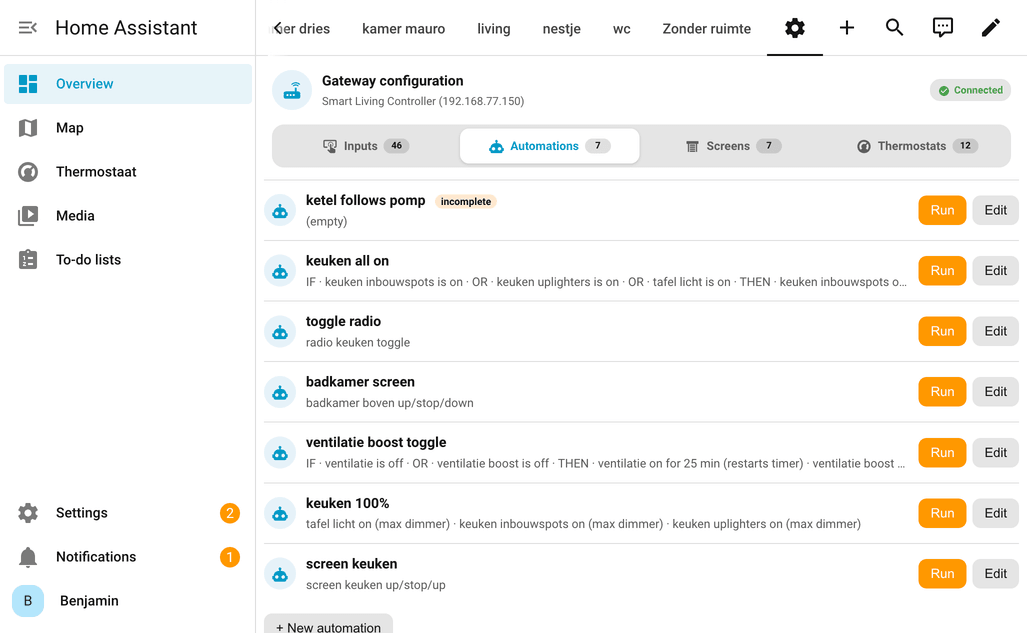 Home Assistant
Overview
Map
Thermostaat
Media
To-do lists
Settings 2
Notifications 1
B Benjamin
er dries kamer mauro living nestje wc Zonder ruimte
Gateway configuration
Smart Living Controller (192.168.77.150)
Connected
Inputs 46 Automations 7 Screens 7 Thermostats 12
ketel follows pomp incomplete
(empty)
Run Edit
keuken all on
IF · keuken inbouwspots is on · OR · keuken uplighters is on · OR · tafel licht is on · THEN · keuken inbouwspots o…
Run Edit
toggle radio
radio keuken toggle
Run Edit
badkamer screen
badkamer boven up/stop/down
Run Edit
ventilatie boost toggle
IF · ventilatie is off · OR · ventilatie boost is off · THEN · ventilatie on for 25 min (restarts timer) · ventilatie boost …
Run Edit
keuken 100%
tafel licht on (max dimmer) · keuken inbouwspots on (max dimmer) · keuken uplighters on (max dimmer)
Run Edit
screen keuken
screen keuken up/stop/up
Run Edit
+ New automation